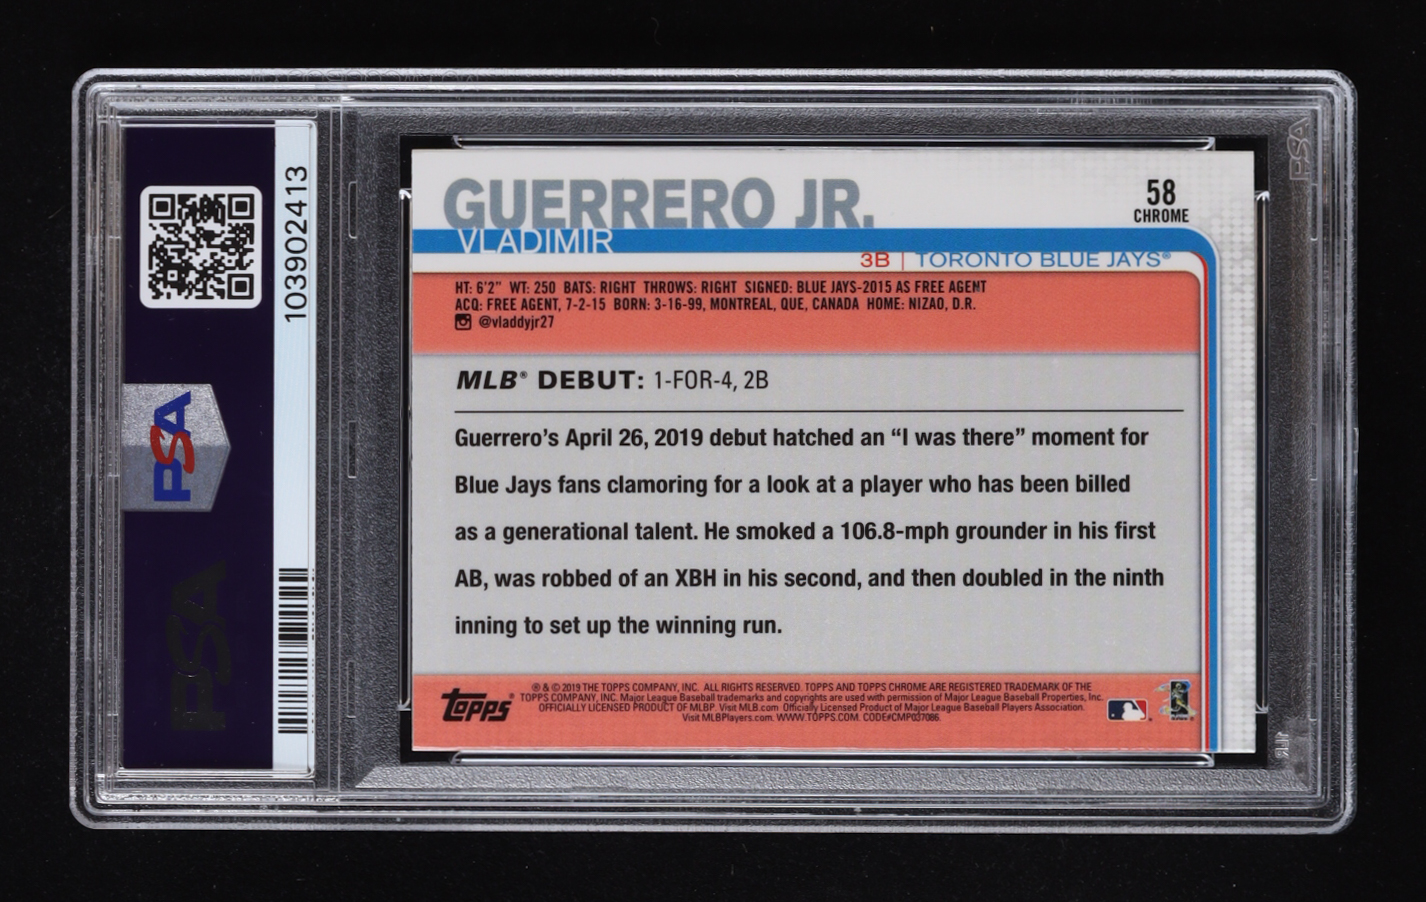 103902413
PSA
PSA
PSA
GUERRERO JR.
VLADIMIR
58
CHROME
3B | TORONTO BLUE JAYS®
HT: 6'2" WT: 250 BATS: RIGHT THROWS: RIGHT SIGNED: BLUE JAYS-2015 AS FREE AGENT
ACQ: FREE AGENT, 7-2-15 BORN: 3-16-99, MONTREAL, QUE, CANADA HOME: NIZAO, D.R.
@vladdyjr27
MLB® DEBUT: 1-FOR-4, 2B
Guerrero's April 26, 2019 debut hatched an “I was there” moment for
Blue Jays fans clamoring for a look at a player who has been billed
as a generational talent. He smoked a 106.8-mph grounder in his first
AB, was robbed of an XBH in his second, and then doubled in the ninth
inning to set up the winning run.
topps®
® & © 2019 THE TOPPS COMPANY, INC. ALL RIGHTS RESERVED. TOPPS AND TOPPS CHROME ARE REGISTERED TRADEMARK OF THE
TOPPS COMPANY, INC. Major League Baseball trademarks and copyrights are used with permission of Major League Baseball Properties, Inc.
OFFICIALLY LICENSED PRODUCT OF MLBP. Visit MLB.com Officially Licensed Product of Major League Baseball Players Association.
Visit MLBPlayers.com. WWW.TOPPS.COM. CODE#CMP037086.